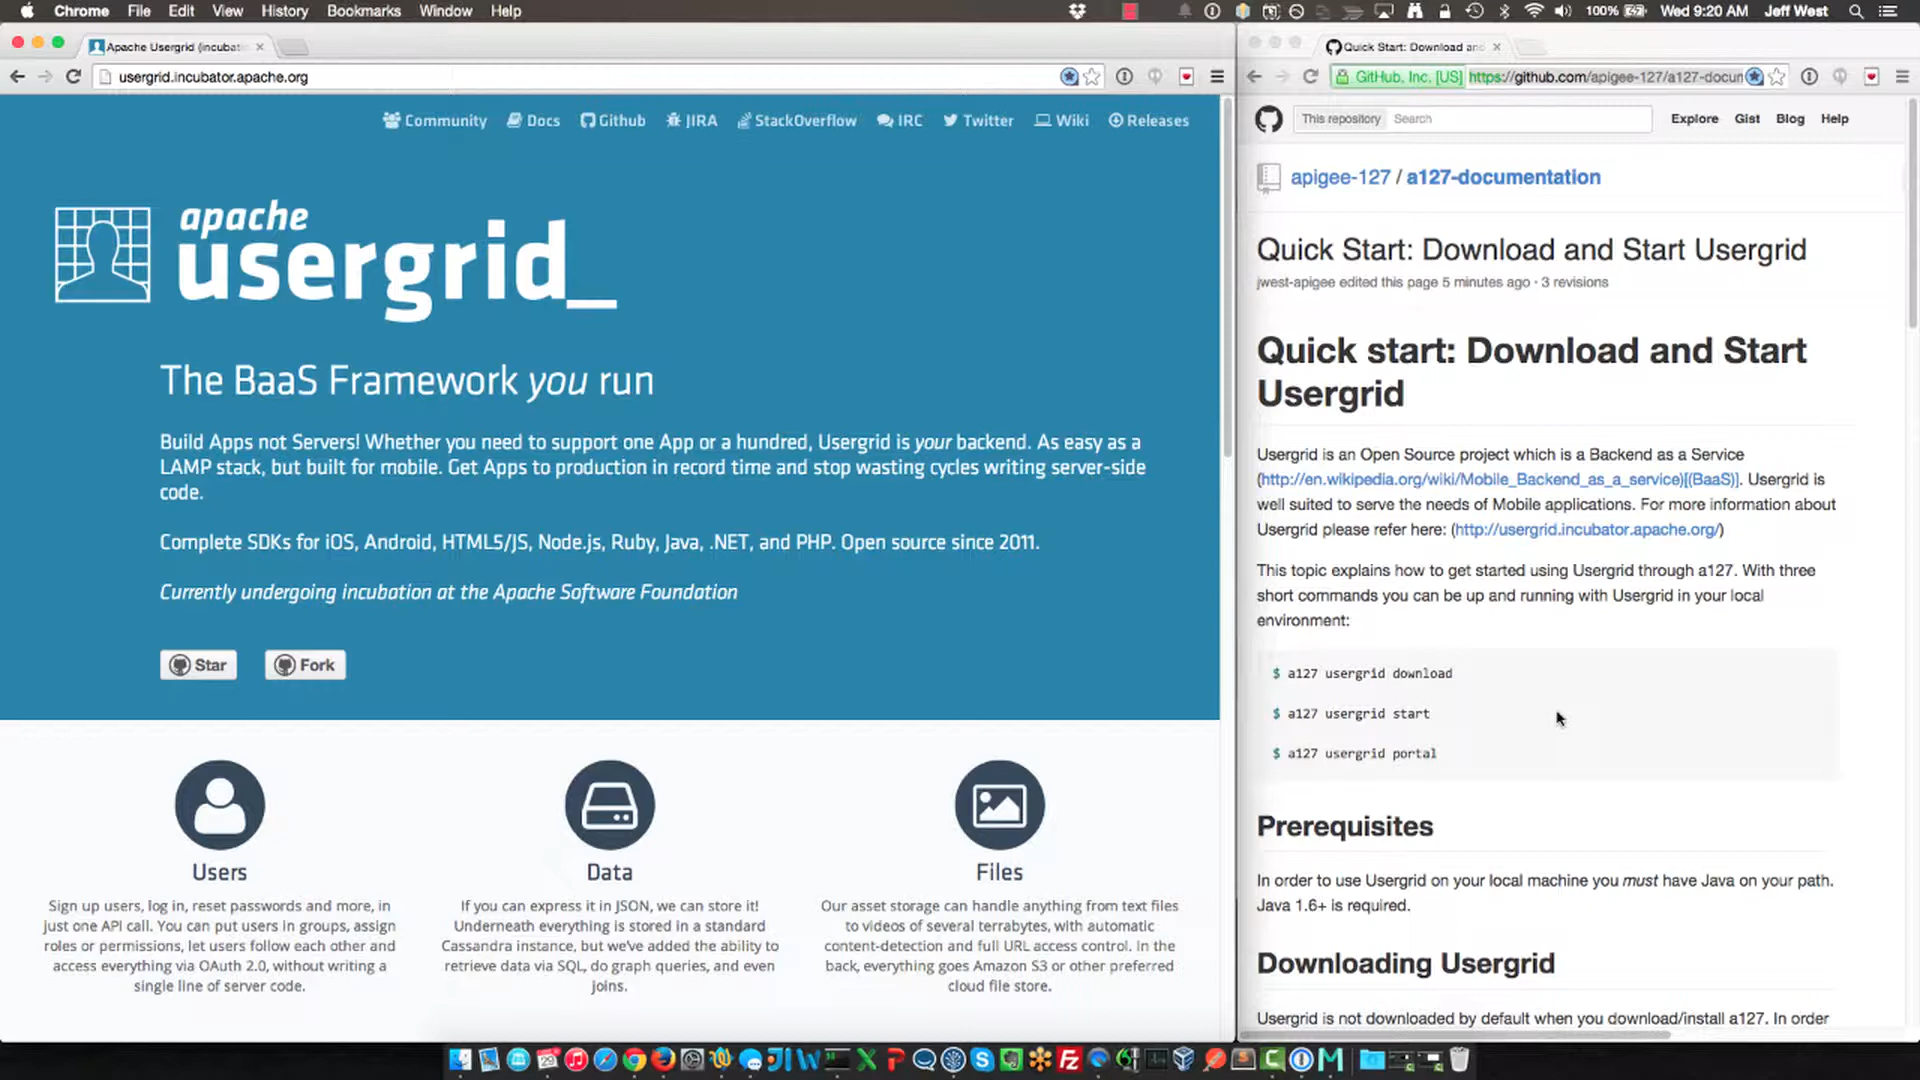 Chrome File Edit View History Bookmarks Window Help
100% Wed 9:20 AM Jeff West
Apache Usergrid (incubat
usergrid.incubator.apache.org
Community Docs Github JIRA StackOverflow IRC Twitter Wiki Releases
apache
usergrid_
The BaaS Framework you run
Build Apps not Servers! Whether you need to support one App or a hundred, Usergrid is your backend. As easy as a
LAMP stack, but built for mobile. Get Apps to production in record time and stop wasting cycles writing server-side
code.
Complete SDKs for iOS, Android, HTML5/JS, Node.js, Ruby, Java, .NET, and PHP. Open source since 2011.
Currently undergoing incubation at the Apache Software Foundation
Star Fork
Users
Sign up users, log in, reset passwords and more, in
just one API call. You can put users in groups, assign
roles or permissions, let users follow each other and
access everything via OAuth 2.0, without writing a
single line of server code.
Data
If you can express it in JSON, we can store it!
Underneath everything is stored in a standard
Cassandra instance, but we've added the ability to
retrieve data via SQL, do graph queries, and even
joins.
Files
Our asset storage can handle anything from text files
to videos of several terrabytes, with automatic
content-detection and full URL access control. In the
back, everything goes Amazon S3 or other preferred
cloud file store.
Quick Start: Download and
GitHub, Inc. [US] https://github.com/apigee-127/a127-docun
This repository Search Explore Gist Blog Help
apigee-127 / a127-documentation
Quick Start: Download and Start Usergrid
jwest-apigee edited this page 5 minutes ago · 3 revisions
Quick start: Download and Start
Usergrid
Usergrid is an Open Source project which is a Backend as a Service
(http://en.wikipedia.org/wiki/Mobile_Backend_as_a_service)[(BaaS)]. Usergrid is
well suited to serve the needs of Mobile applications. For more information about
Usergrid please refer here: (http://usergrid.incubator.apache.org/)
This topic explains how to get started using Usergrid through a127. With three
short commands you can be up and running with Usergrid in your local
environment:
$ a127 usergrid download
$ a127 usergrid start
$ a127 usergrid portal
Prerequisites
In order to use Usergrid on your local machine you must have Java on your path.
Java 1.6+ is required.
Downloading Usergrid
Usergrid is not downloaded by default when you download/install a127. In order